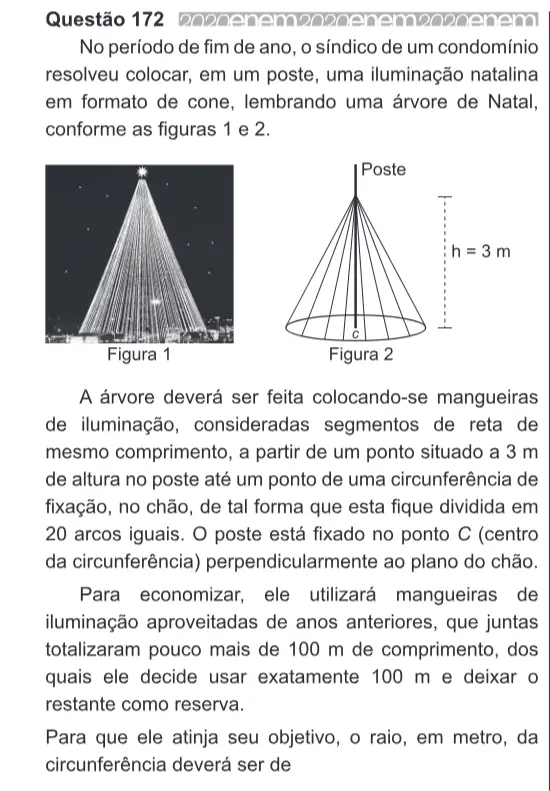 Questão 172 2020enem2020enem2020enem
No período de fim de ano, o síndico de um condomínio
resolveu colocar, em um poste, uma iluminação natalina
em formato de cone, lembrando uma árvore de Natal,
conforme as figuras 1 e 2.
Poste
h = 3 m
C
Figura 1
Figura 2
A árvore deverá ser feita colocando-se mangueiras
de iluminação, consideradas segmentos de reta de
mesmo comprimento, a partir de um ponto situado a 3 m
de altura no poste até um ponto de uma circunferência de
fixação, no chão, de tal forma que esta fique dividida em
20 arcos iguais. O poste está fixado no ponto C (centro
da circunferência) perpendicularmente ao plano do chão.
Para economizar, ele utilizará mangueiras de
iluminação aproveitadas de anos anteriores, que juntas
totalizaram pouco mais de 100 m de comprimento, dos
quais ele decide usar exatamente 100 m e deixar o
restante como reserva.
Para que ele atinja seu objetivo, o raio, em metro, da
circunferência deverá ser de